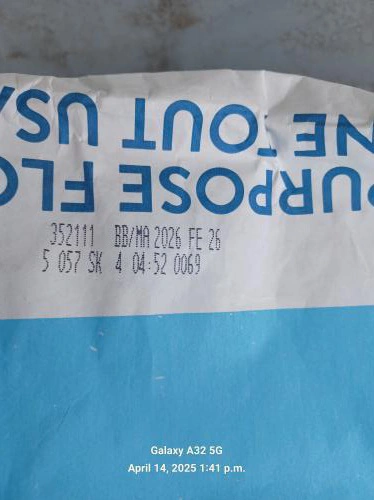 NE TOUT USA
URPOSE FLO
352111 BB/MA 2026 FE 26
5 057 SK 4 04:52 0069
Galaxy A32 5G
April 14, 2025 1:41 p.m.